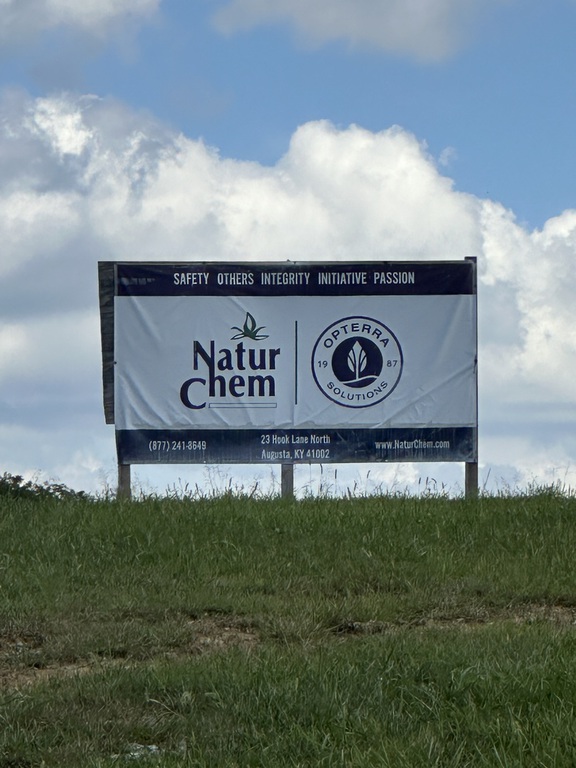 SAFETY OTHERS INTEGRITY INITIATIVE PASSION
Natur
Chem
OPTERRA
19 87
SOLUTIONS
(877) 241-8649
23 Hook Lane North
Augusta, KY 41002
www.NaturChem.com